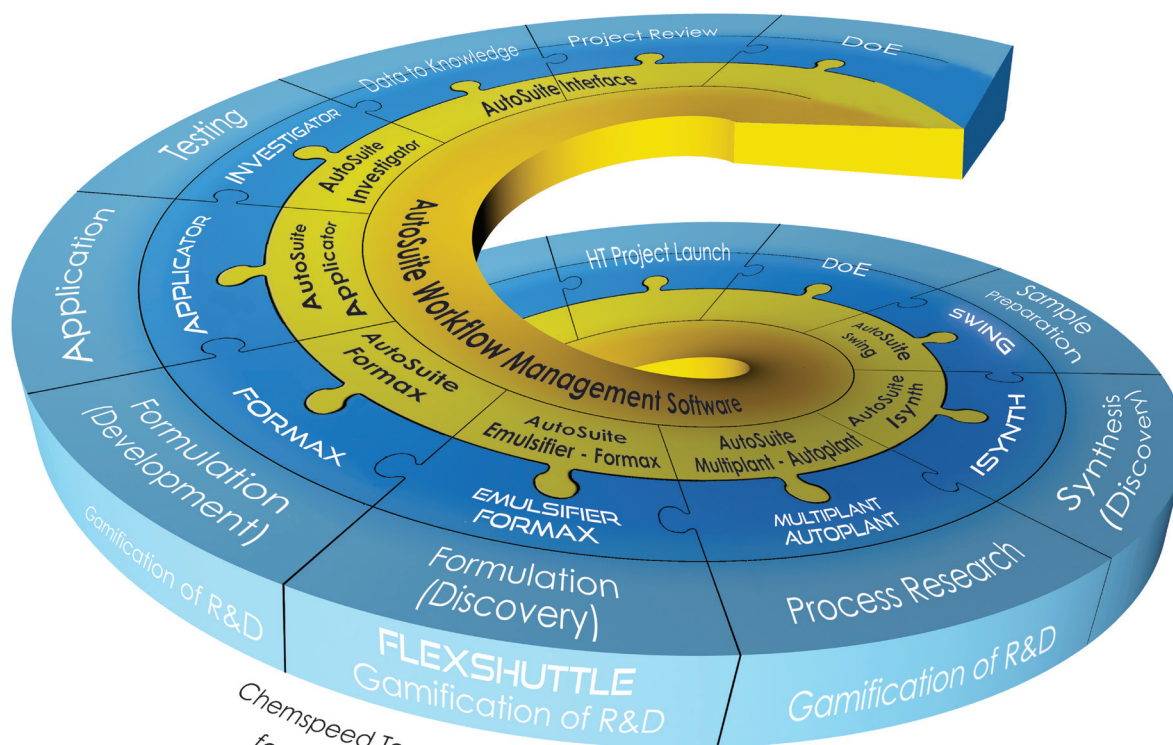 Data to Knowledge
Project Review
DoE
Testing
INVESTIGATOR
AutoSuite Interface
AutoSuite
Investigator
Application
APPLICATOR
AutoSuite
Applicator
AutoSuite Workflow Management Software
HT Project Launch
DoE
Sample
Preparation
SWING
AutoSuite
Swing
Synthesis
(Discovery)
ISYNTH
AutoSuite
Isynth
Formulation
(Development)
FORMAX
AutoSuite
Formax
AutoSuite
Emulsifier - Formax
AutoSuite
Multiplant - Autoplant
EMULSIFIER
FORMAX
MULTIPLANT
AUTOPLANT
Formulation
(Discovery)
Process Research
Gamification of R&D
FLEXSHUTTLE
Gamification of R&D
Gamification of R&D
Chemspeed